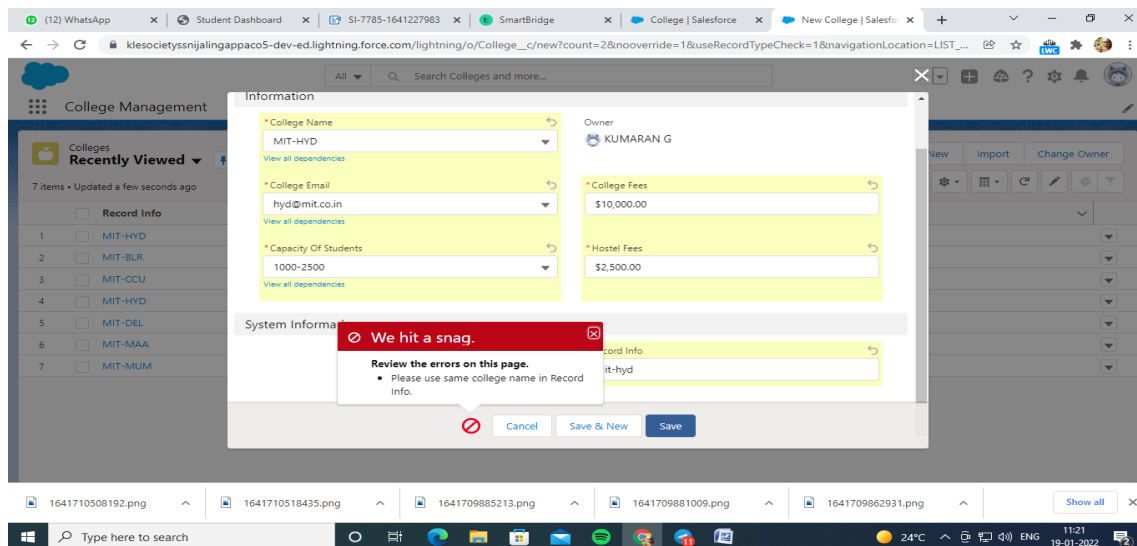 (12) WhatsApp
Student Dashboard
SI-7785-1641227983
SmartBridge
College | Salesforce
New College | Salesfo
klesocietyssnijalingappaco5-dev-ed.lightning.force.com/lightning/o/College__c/new?count=2&nooverride=1&useRecordTypeCheck=1&navigationLocation=LIST_...
LWC
All
Search Colleges and more...
College Management
Information
Colleges
Recently Viewed
New
Import
Change Owner
7 items • Updated a few seconds ago
Record Info
1 MIT-HYD
2 MIT-BLR
3 MIT-CCU
4 MIT-HYD
5 MIT-DEL
6 MIT-MAA
7 MIT-MUM
* College Name
MIT-HYD
View all dependencies
Owner
KUMARAN G
* College Email
hyd@mit.co.in
View all dependencies
* College Fees
$10,000.00
* Capacity Of Students
1000-2500
View all dependencies
* Hostel Fees
$2,500.00
System Informa
cord Info
it-hyd
We hit a snag.
Review the errors on this page.
• Please use same college name in Record
Info.
Cancel
Save & New
Save
1641710508192.png
1641710518435.png
1641709885213.png
1641709881009.png
1641709862931.png
Show all
Type here to search
24°C
ENG
11:21
19-01-2022